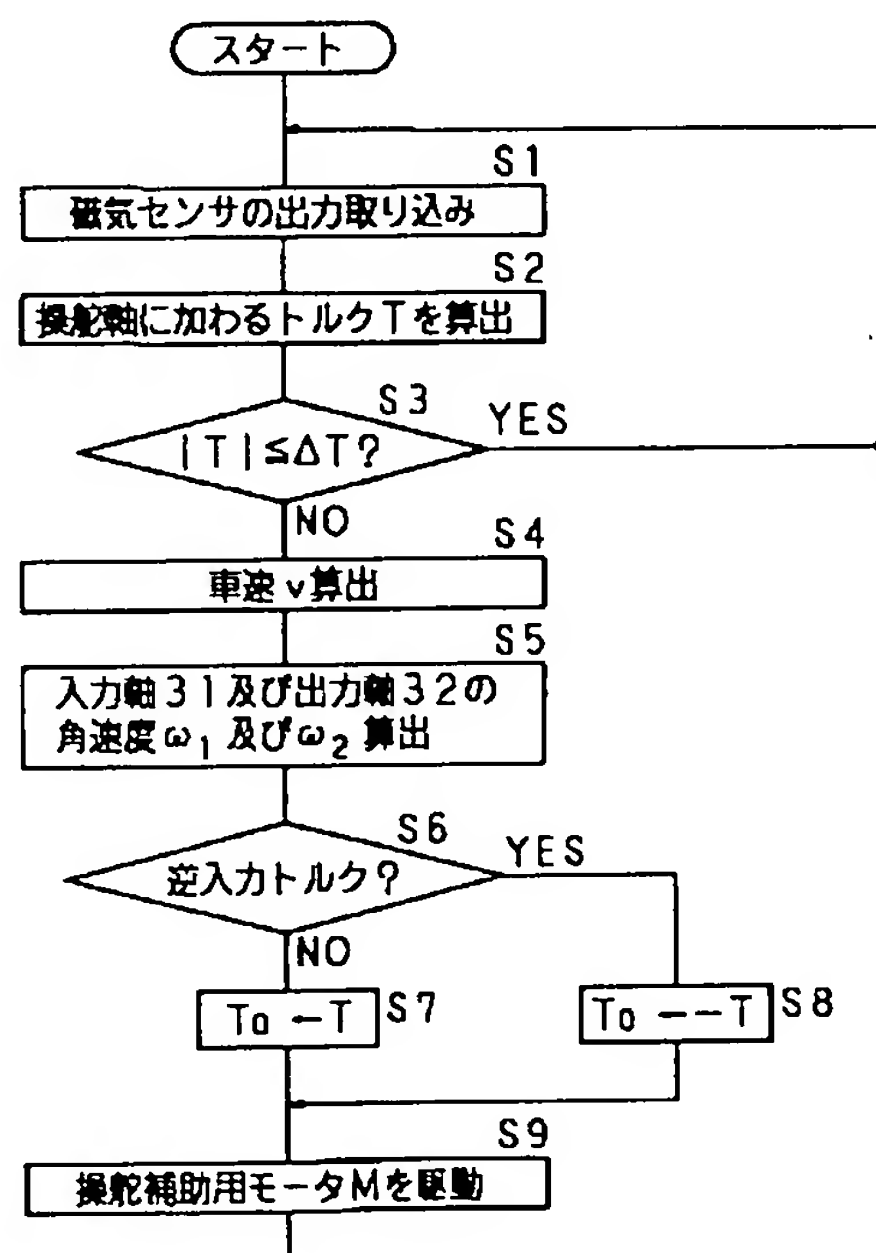 スタート
S1
磁気センサの出力取り込み
S2
操舵軸に加わるトルクTを算出
S3
|T|≦ΔT?
YES
NO
S4
車速v算出
S5
入力軸31及び出力軸32の
角速度ω₁及びω₂算出
S6
逆入力トルク?
YES
NO
Ta ←T
S7
Ta ←-T
S8
S9
操舵補助用モータMを駆動